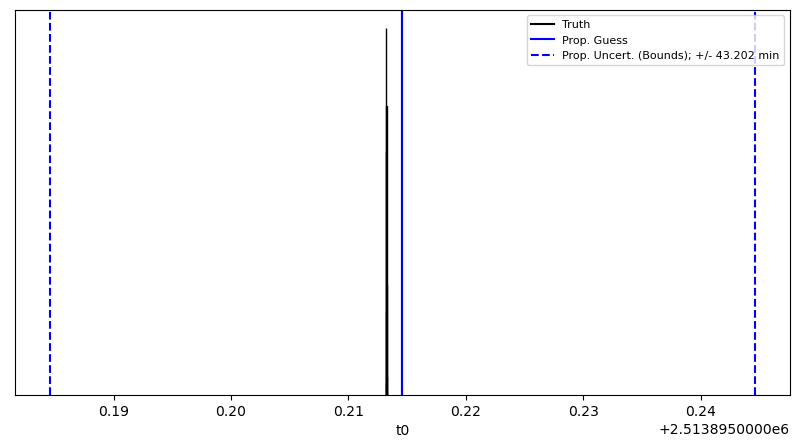 Truth
Prop. Guess
Prop. Uncert. (Bounds); +/- 43.202 min
0.19 0.20 0.21 0.22 0.23 0.24
t0
+2.5138950000e6